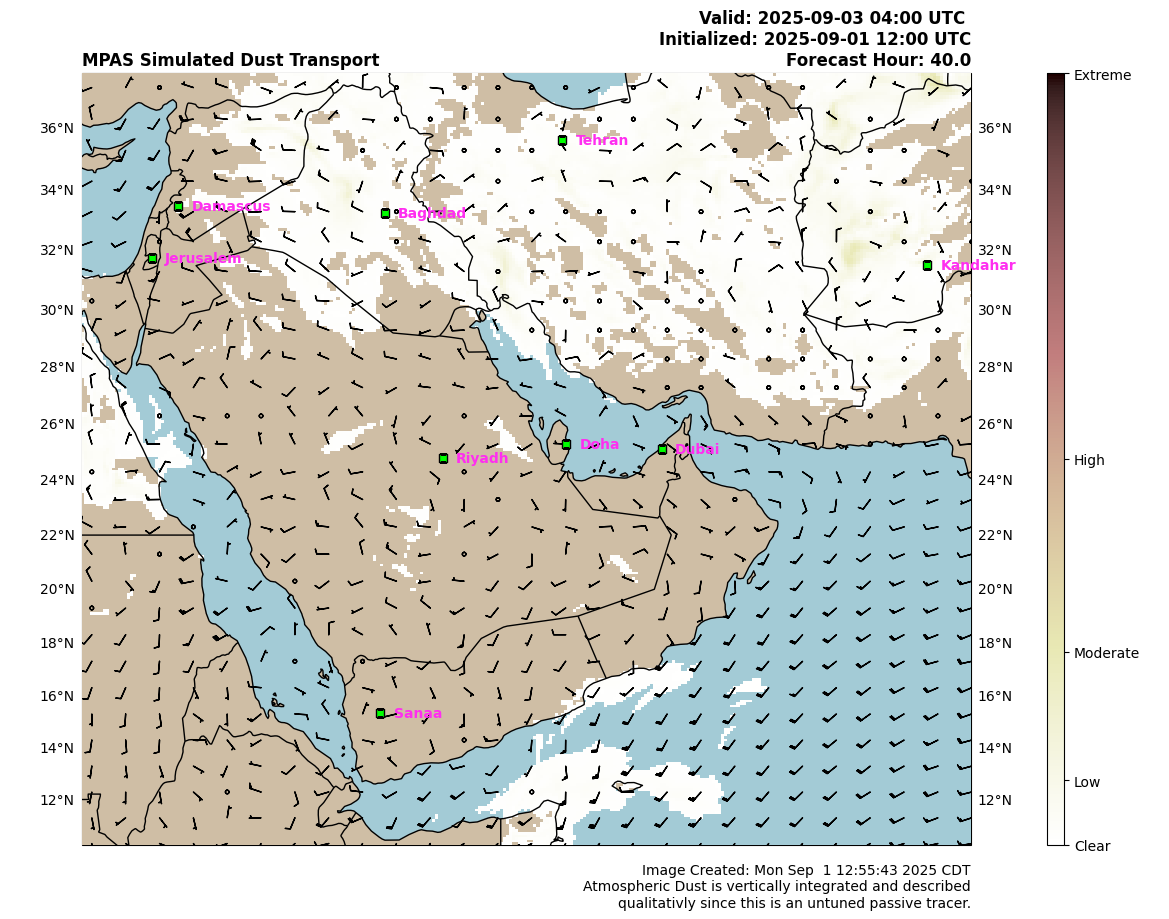 Valid: 2025-09-03 04:00 UTC
Initialized: 2025-09-01 12:00 UTC
MPAS Simulated Dust Transport Forecast Hour: 40.0
Extreme
36°N 36°N
Tehran
34°N 34°N
Damascus Baghdad
32°N 32°N
Jerusalem Kandahar
30°N 30°N
28°N 28°N
26°N 26°N
Doha Dubai
Riyadh High
24°N 24°N
22°N 22°N
20°N 20°N
18°N 18°N
Moderate
16°N 16°N
Sanaa
14°N 14°N
Low
12°N 12°N
Clear
Image Created: Mon Sep  1 12:55:43 2025 CDT
Atmospheric Dust is vertically integrated and described
qualitativly since this is an untuned passive tracer.